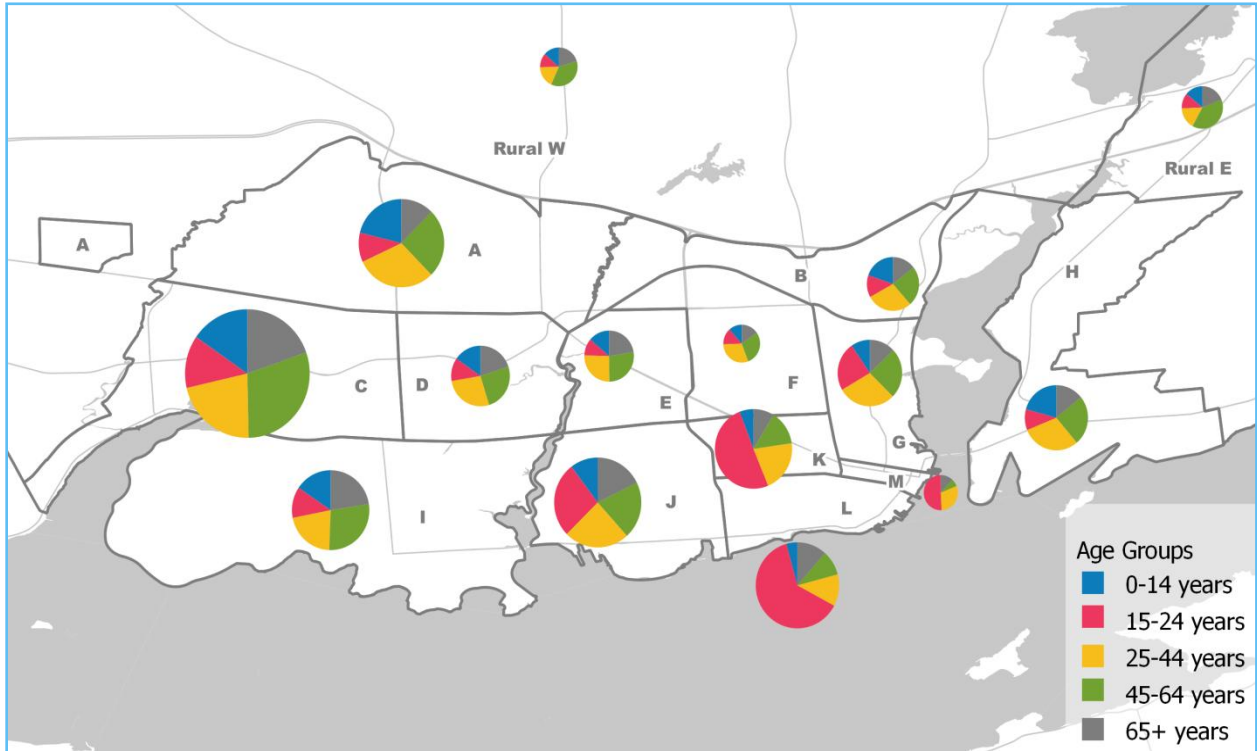 Rural W
Rural E
A
A
B
H
C
D
E
F
G
K
M
I
J
L
Age Groups
0-14 years
15-24 years
25-44 years
45-64 years
65+ years